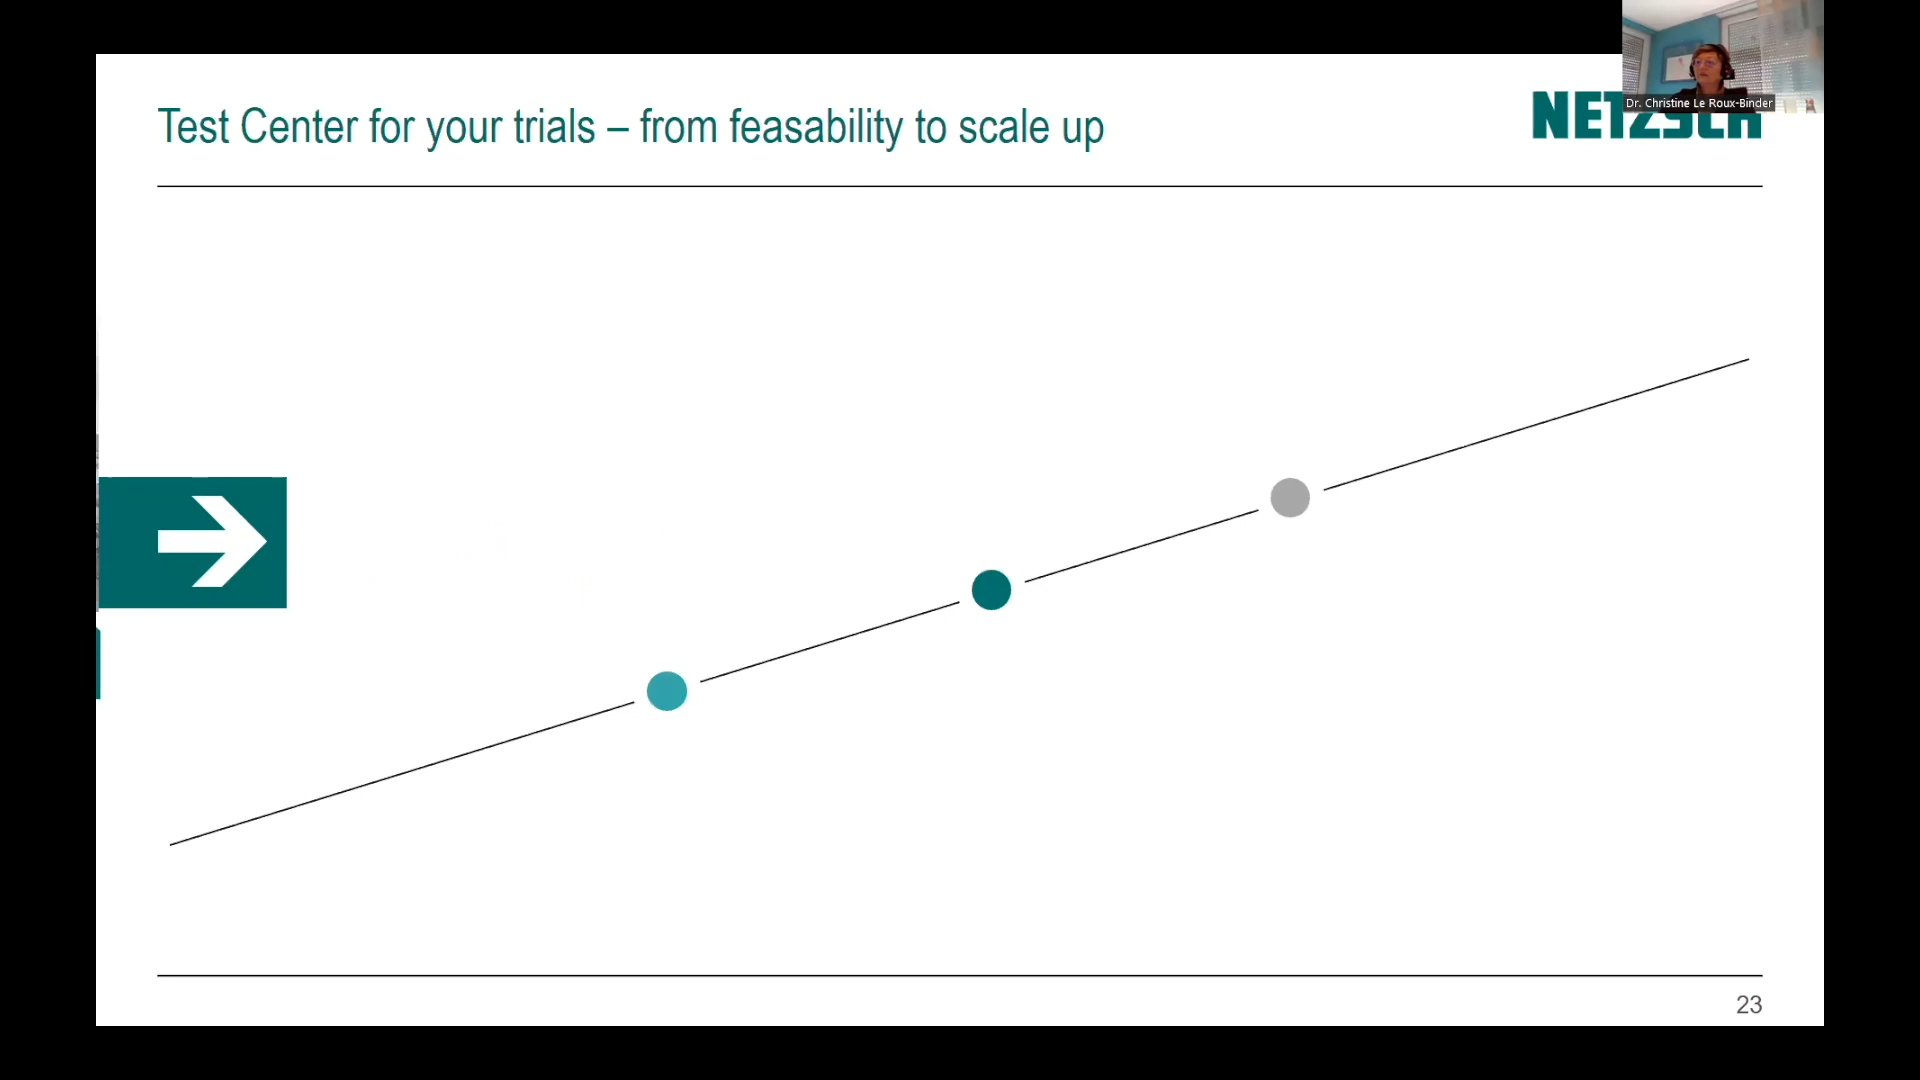 Test Center for your trials – from feasability to scale up
NETZSCH
Dr. Christine Le Roux-Binder
23